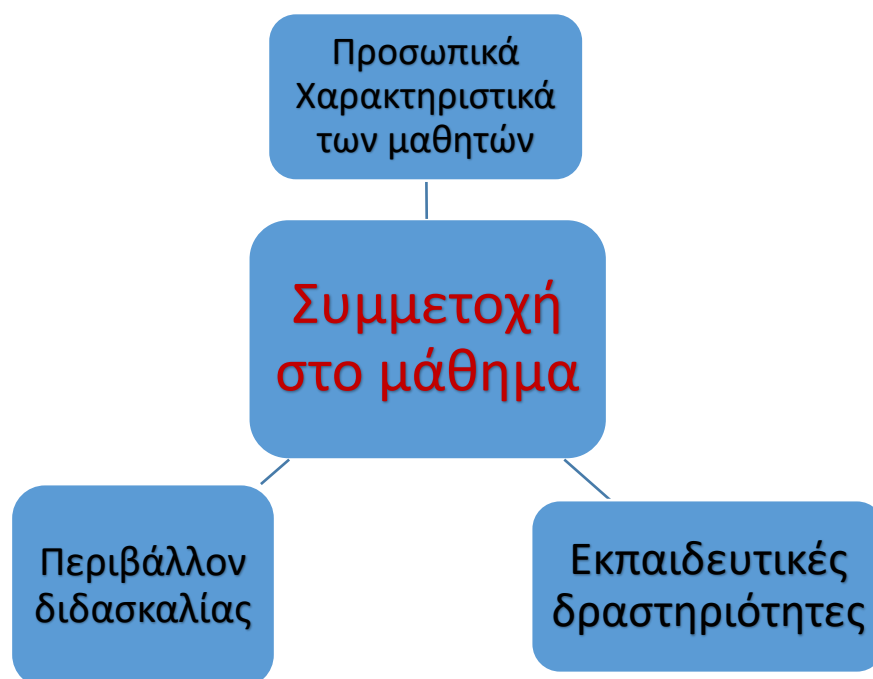 Προσωπικά
Χαρακτηριστικά
των μαθητών
Συμμετοχή
στο μάθημα
Περιβάλλον
διδασκαλίας
Εκπαιδευτικές
δραστηριότητες